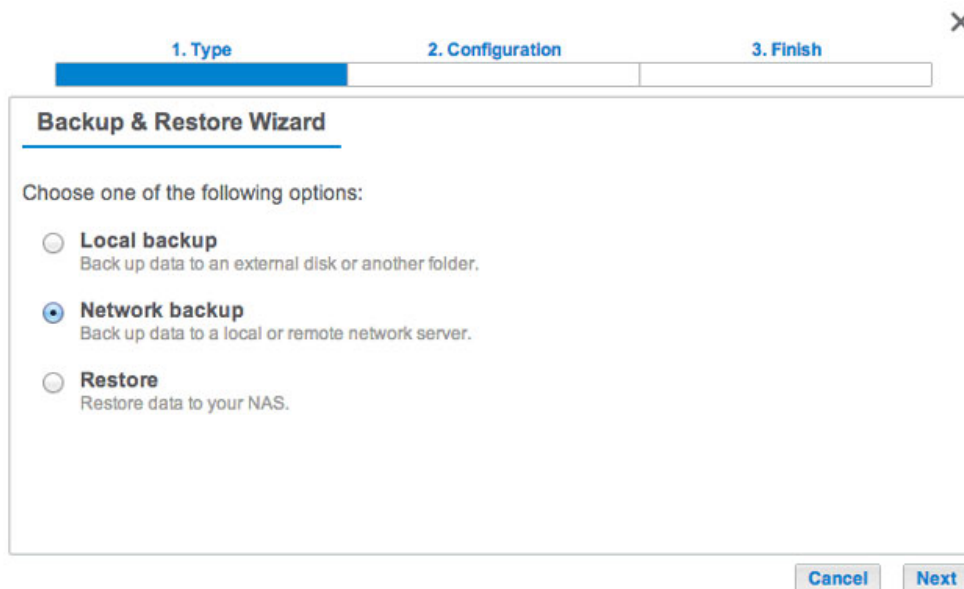 1. Type 2. Configuration 3. Finish
Backup & Restore Wizard
Choose one of the following options:
Local backup
Back up data to an external disk or another folder.
Network backup
Back up data to a local or remote network server.
Restore
Restore data to your NAS.
Cancel Next